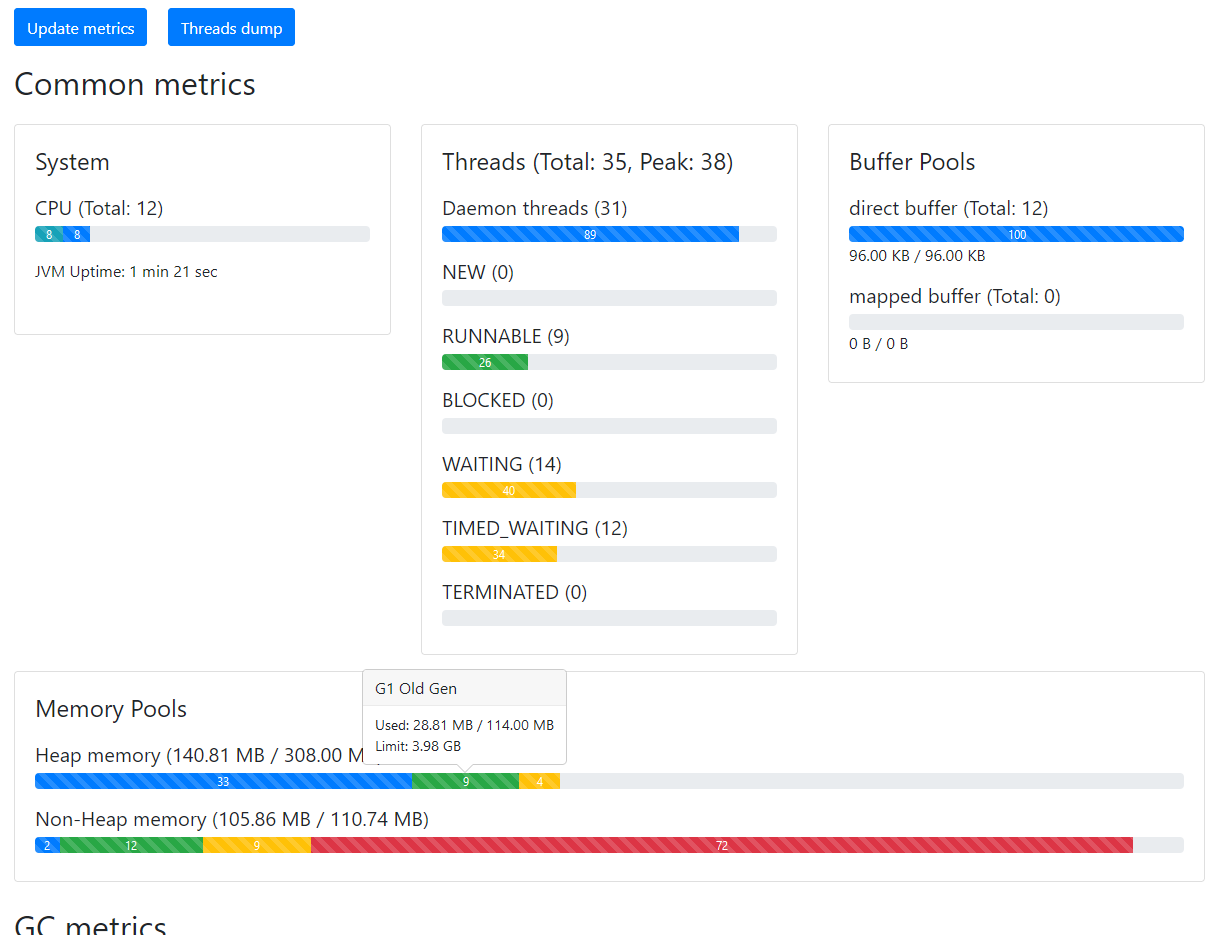 Update metrics
Threads dump
Common metrics
System
CPU (Total: 12)
8 8
JVM Uptime: 1 min 21 sec
Threads (Total: 35, Peak: 38)
Daemon threads (31)
89
NEW (0)
RUNNABLE (9)
26
BLOCKED (0)
WAITING (14)
40
TIMED_WAITING (12)
34
TERMINATED (0)
Buffer Pools
direct buffer (Total: 12)
100
96.00 KB / 96.00 KB
mapped buffer (Total: 0)
0 B / 0 B
Memory Pools
G1 Old Gen
Used: 28.81 MB / 114.00 MB
Limit: 3.98 GB
Heap memory (140.81 MB / 308.00
33 9 4
Non-Heap memory (105.86 MB / 110.74 MB)
2 12 9 72
GC metrics